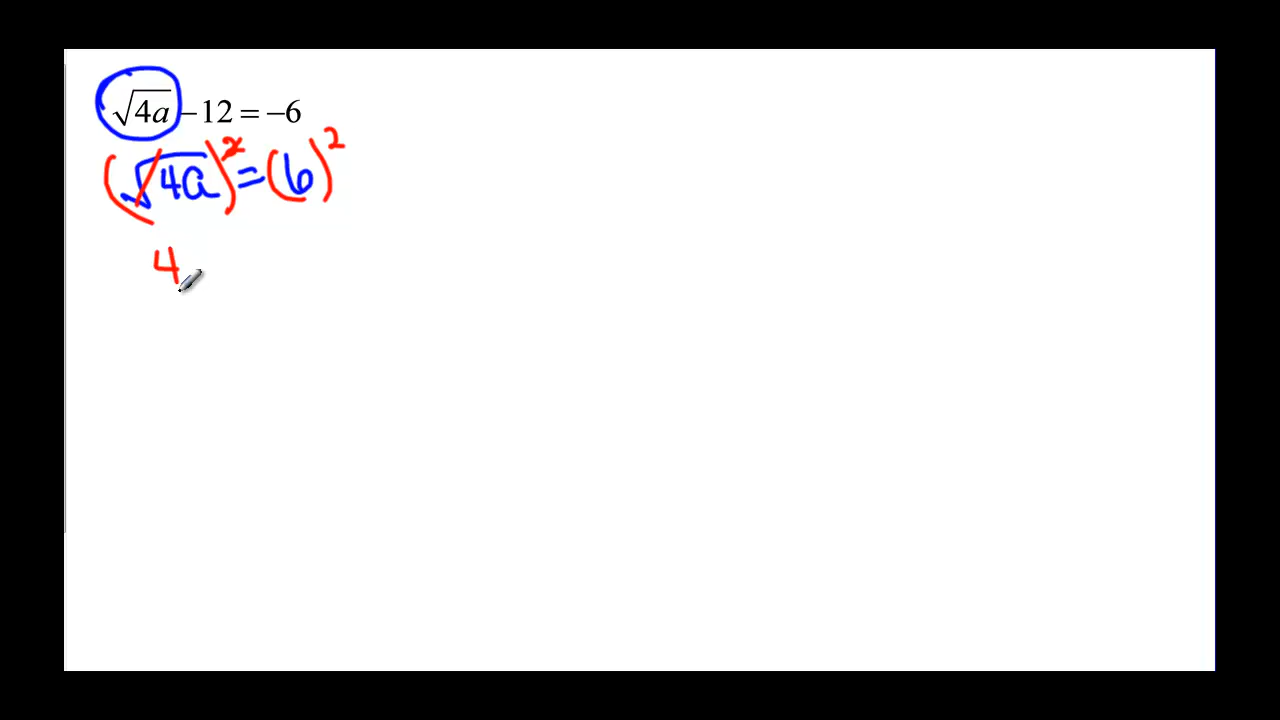 √4a − 12 = −6
(√4a)² = (6)²
4